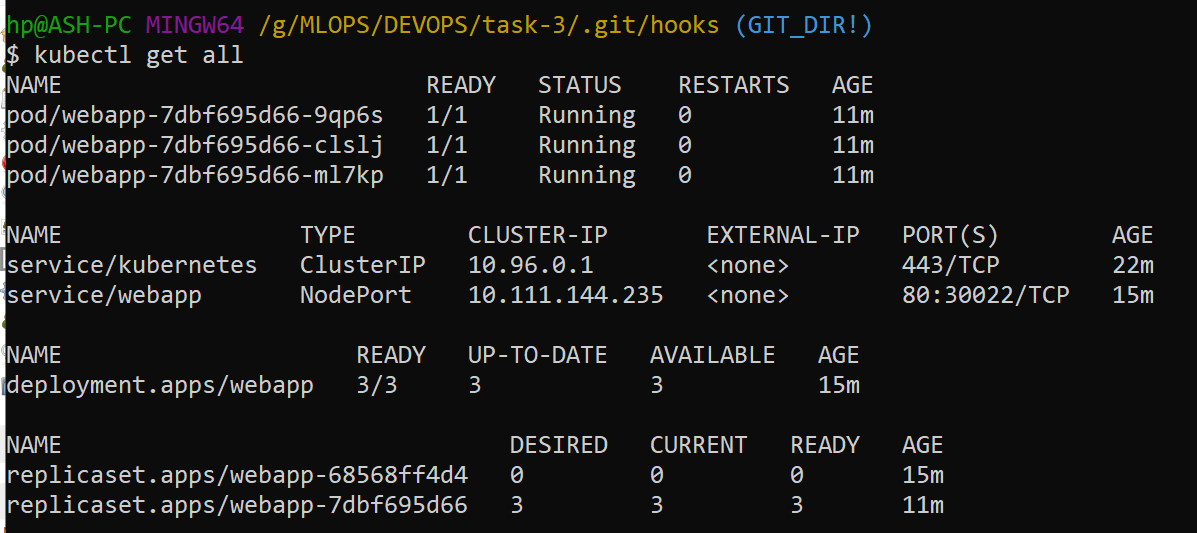 hp@ASH-PC MINGW64 /g/MLOPS/DEVOPS/task-3/.git/hooks (GIT_DIR!)
$ kubectl get all
NAME READY STATUS RESTARTS AGE
pod/webapp-7dbf695d66-9qp6s 1/1 Running 0 11m
pod/webapp-7dbf695d66-clslj 1/1 Running 0 11m
pod/webapp-7dbf695d66-ml7kp 1/1 Running 0 11m
NAME TYPE CLUSTER-IP EXTERNAL-IP PORT(S) AGE
service/kubernetes ClusterIP 10.96.0.1 <none> 443/TCP 22m
service/webapp NodePort 10.111.144.235 <none> 80:30022/TCP 15m
NAME READY UP-TO-DATE AVAILABLE AGE
deployment.apps/webapp 3/3 3 3 15m
NAME DESIRED CURRENT READY AGE
replicaset.apps/webapp-68568ff4d4 0 0 0 15m
replicaset.apps/webapp-7dbf695d66 3 3 3 11m